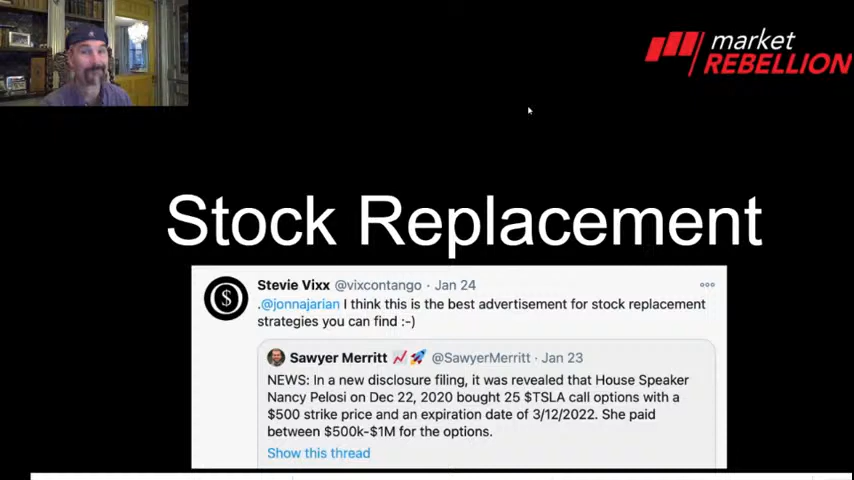 market
REBELLION
Stock Replacement
Stevie Vixx @vixcontango · Jan 24
.@jonnajarian I think this is the best advertisement for stock replacement
strategies you can find :-)
Sawyer Merritt 📈🚀 @SawyerMerritt · Jan 23
NEWS: In a new disclosure filing, it was revealed that House Speaker
Nancy Pelosi on Dec 22, 2020 bought 25 $TSLA call options with a
$500 strike price and an expiration date of 3/12/2022. She paid
between $500k-$1M for the options.
Show this thread